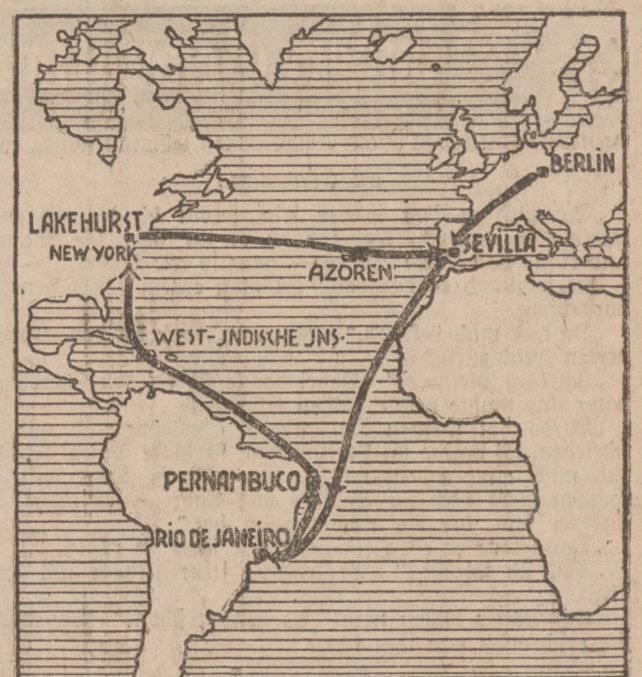 BERLIN
LAKEHURST
NEW YORK
SEVILLA
AZOREN
WEST-JNDISCHE JNS.
PERNAMBUCO
RIO DE JANEIRO